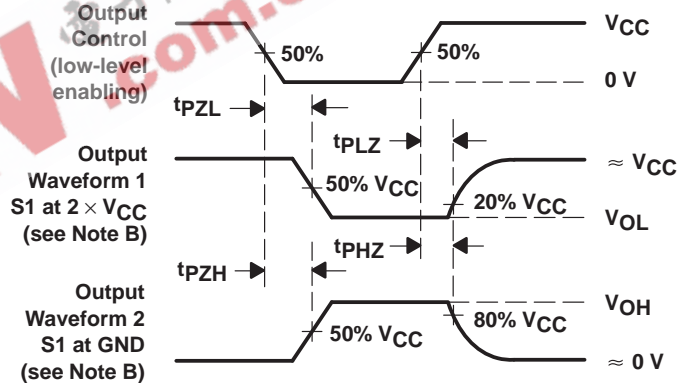 Output
Control
(low-level
enabling)
50%
50%
VCC
0 V
tPZL
tPLZ
Output
Waveform 1
S1 at 2 × VCC
(see Note B)
50% VCC
20% VCC
≈ VCC
VOL
tPZH
tPHZ
Output
Waveform 2
S1 at GND
(see Note B)
50% VCC
80% VCC
VOH
≈ 0 V
.com